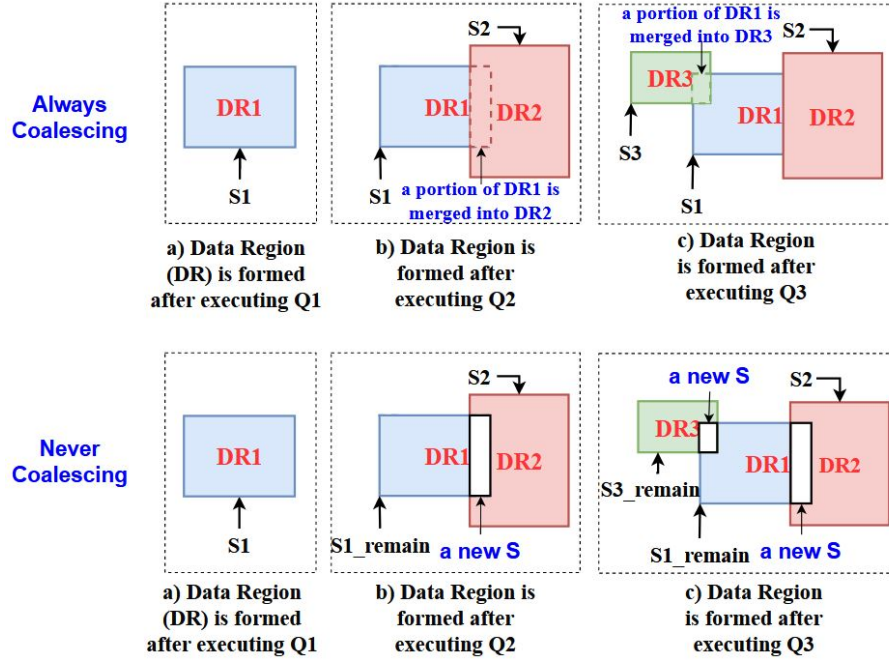 Always
Coalescing
DR1
S1
a) Data Region
(DR) is formed
after executing Q1
S2
DR1
DR2
S1
a portion of DR1 is
merged into DR2
b) Data Region is
formed after
executing Q2
a portion of DR1 is
merged into DR3
S2
DR3
DR1
DR2
S3
S1
c) Data Region
is formed after
executing Q3
Never
Coalescing
DR1
S1
a) Data Region
(DR) is formed
after executing Q1
S2
DR1
DR2
S1_remain
a new S
b) Data Region is
formed after
executing Q2
a new S
S2
DR3
DR1
DR2
S3_remain
S1_remain
a new S
c) Data Region
is formed after
executing Q3